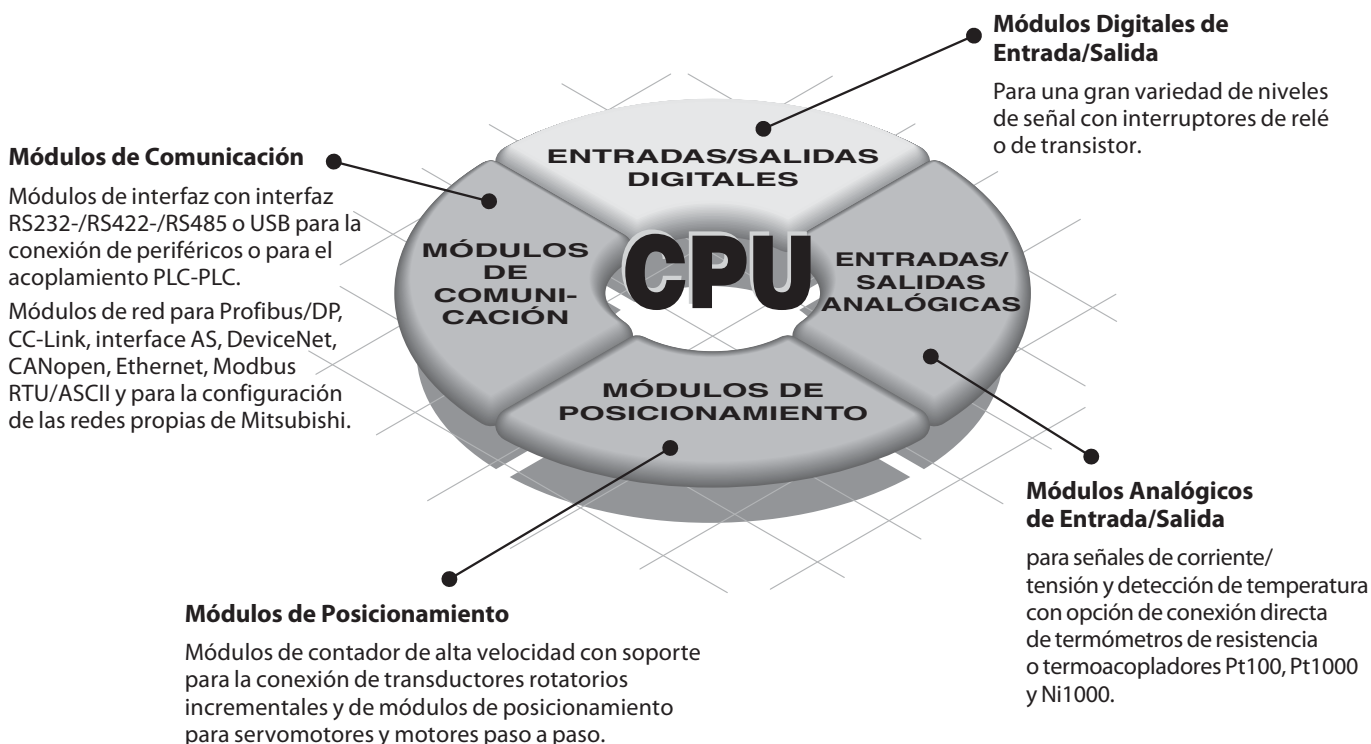 Módulos Digitales de
Entrada/Salida
Para una gran variedad de niveles
de señal con interruptores de relé
o de transistor.
Módulos de Comunicación
Módulos de interfaz con interfaz
RS232-/RS422-/RS485 o USB para la
conexión de periféricos o para el
acoplamiento PLC-PLC.
Módulos de red para Profibus/DP,
CC-Link, interface AS, DeviceNet,
CANopen, Ethernet, Modbus
RTU/ASCII y para la configuración
de las redes propias de Mitsubishi.
ENTRADAS/SALIDAS
DIGITALES
MÓDULOS
DE
COMUNI-
CACIÓN
CPU
ENTRADAS/
SALIDAS
ANALÓGICAS
MÓDULOS DE
POSICIONAMIENTO
Módulos Analógicos
de Entrada/Salida
para señales de corriente/
tensión y detección de temperatura
con opción de conexión directa
de termómetros de resistencia
o termoacopladores Pt100, Pt1000
y Ni1000.
Módulos de Posicionamiento
Módulos de contador de alta velocidad con soporte
para la conexión de transductores rotatorios
incrementales y de módulos de posicionamiento
para servomotores y motores paso a paso.